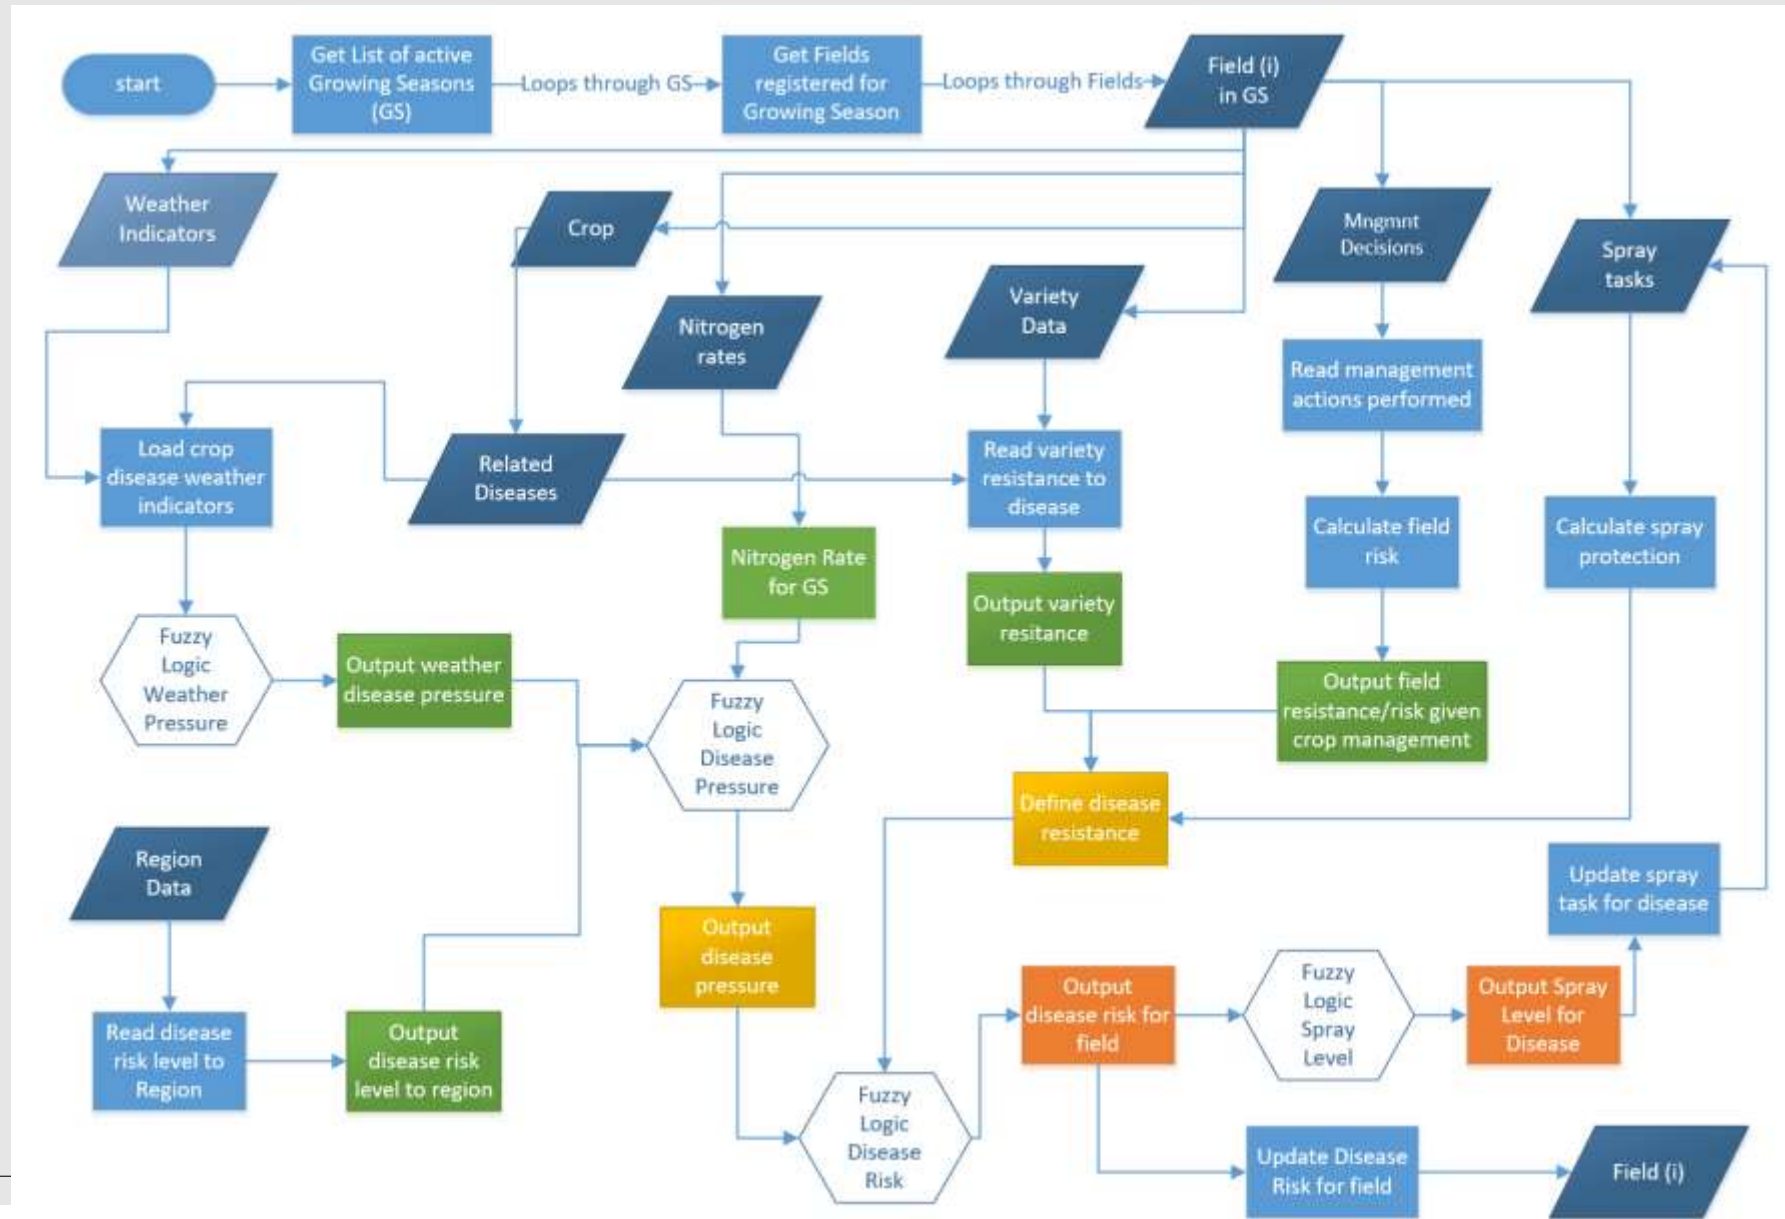 start
Get List of active
Growing Seasons
(GS)
Loops through GS
Get Fields
registered for
Growing Season
Loops through Fields
Field (i)
in GS
Weather
Indicators
Crop
Nitrogen
rates
Variety
Data
Mngmnt
Decisions
Spray
tasks
Read management
actions performed
Load crop
disease weather
indicators
Related
Diseases
Read variety
resistance to
disease
Nitrogen Rate
for GS
Calculate field
risk
Calculate spray
protection
Output variety
resitance
Fuzzy
Logic
Weather
Pressure
Output weather
disease pressure
Fuzzy
Logic
Disease
Pressure
Output field
resistance/risk given
crop management
Define disease
resistance
Region
Data
Update spray
task for disease
Output
disease
pressure
Read disease
risk level to
Region
Output
disease risk
level to region
Output
disease risk for
field
Fuzzy
Logic
Spray
Level
Output Spray
Level for
Disease
Fuzzy
Logic
Disease
Risk
Update Disease
Risk for field
Field (i)